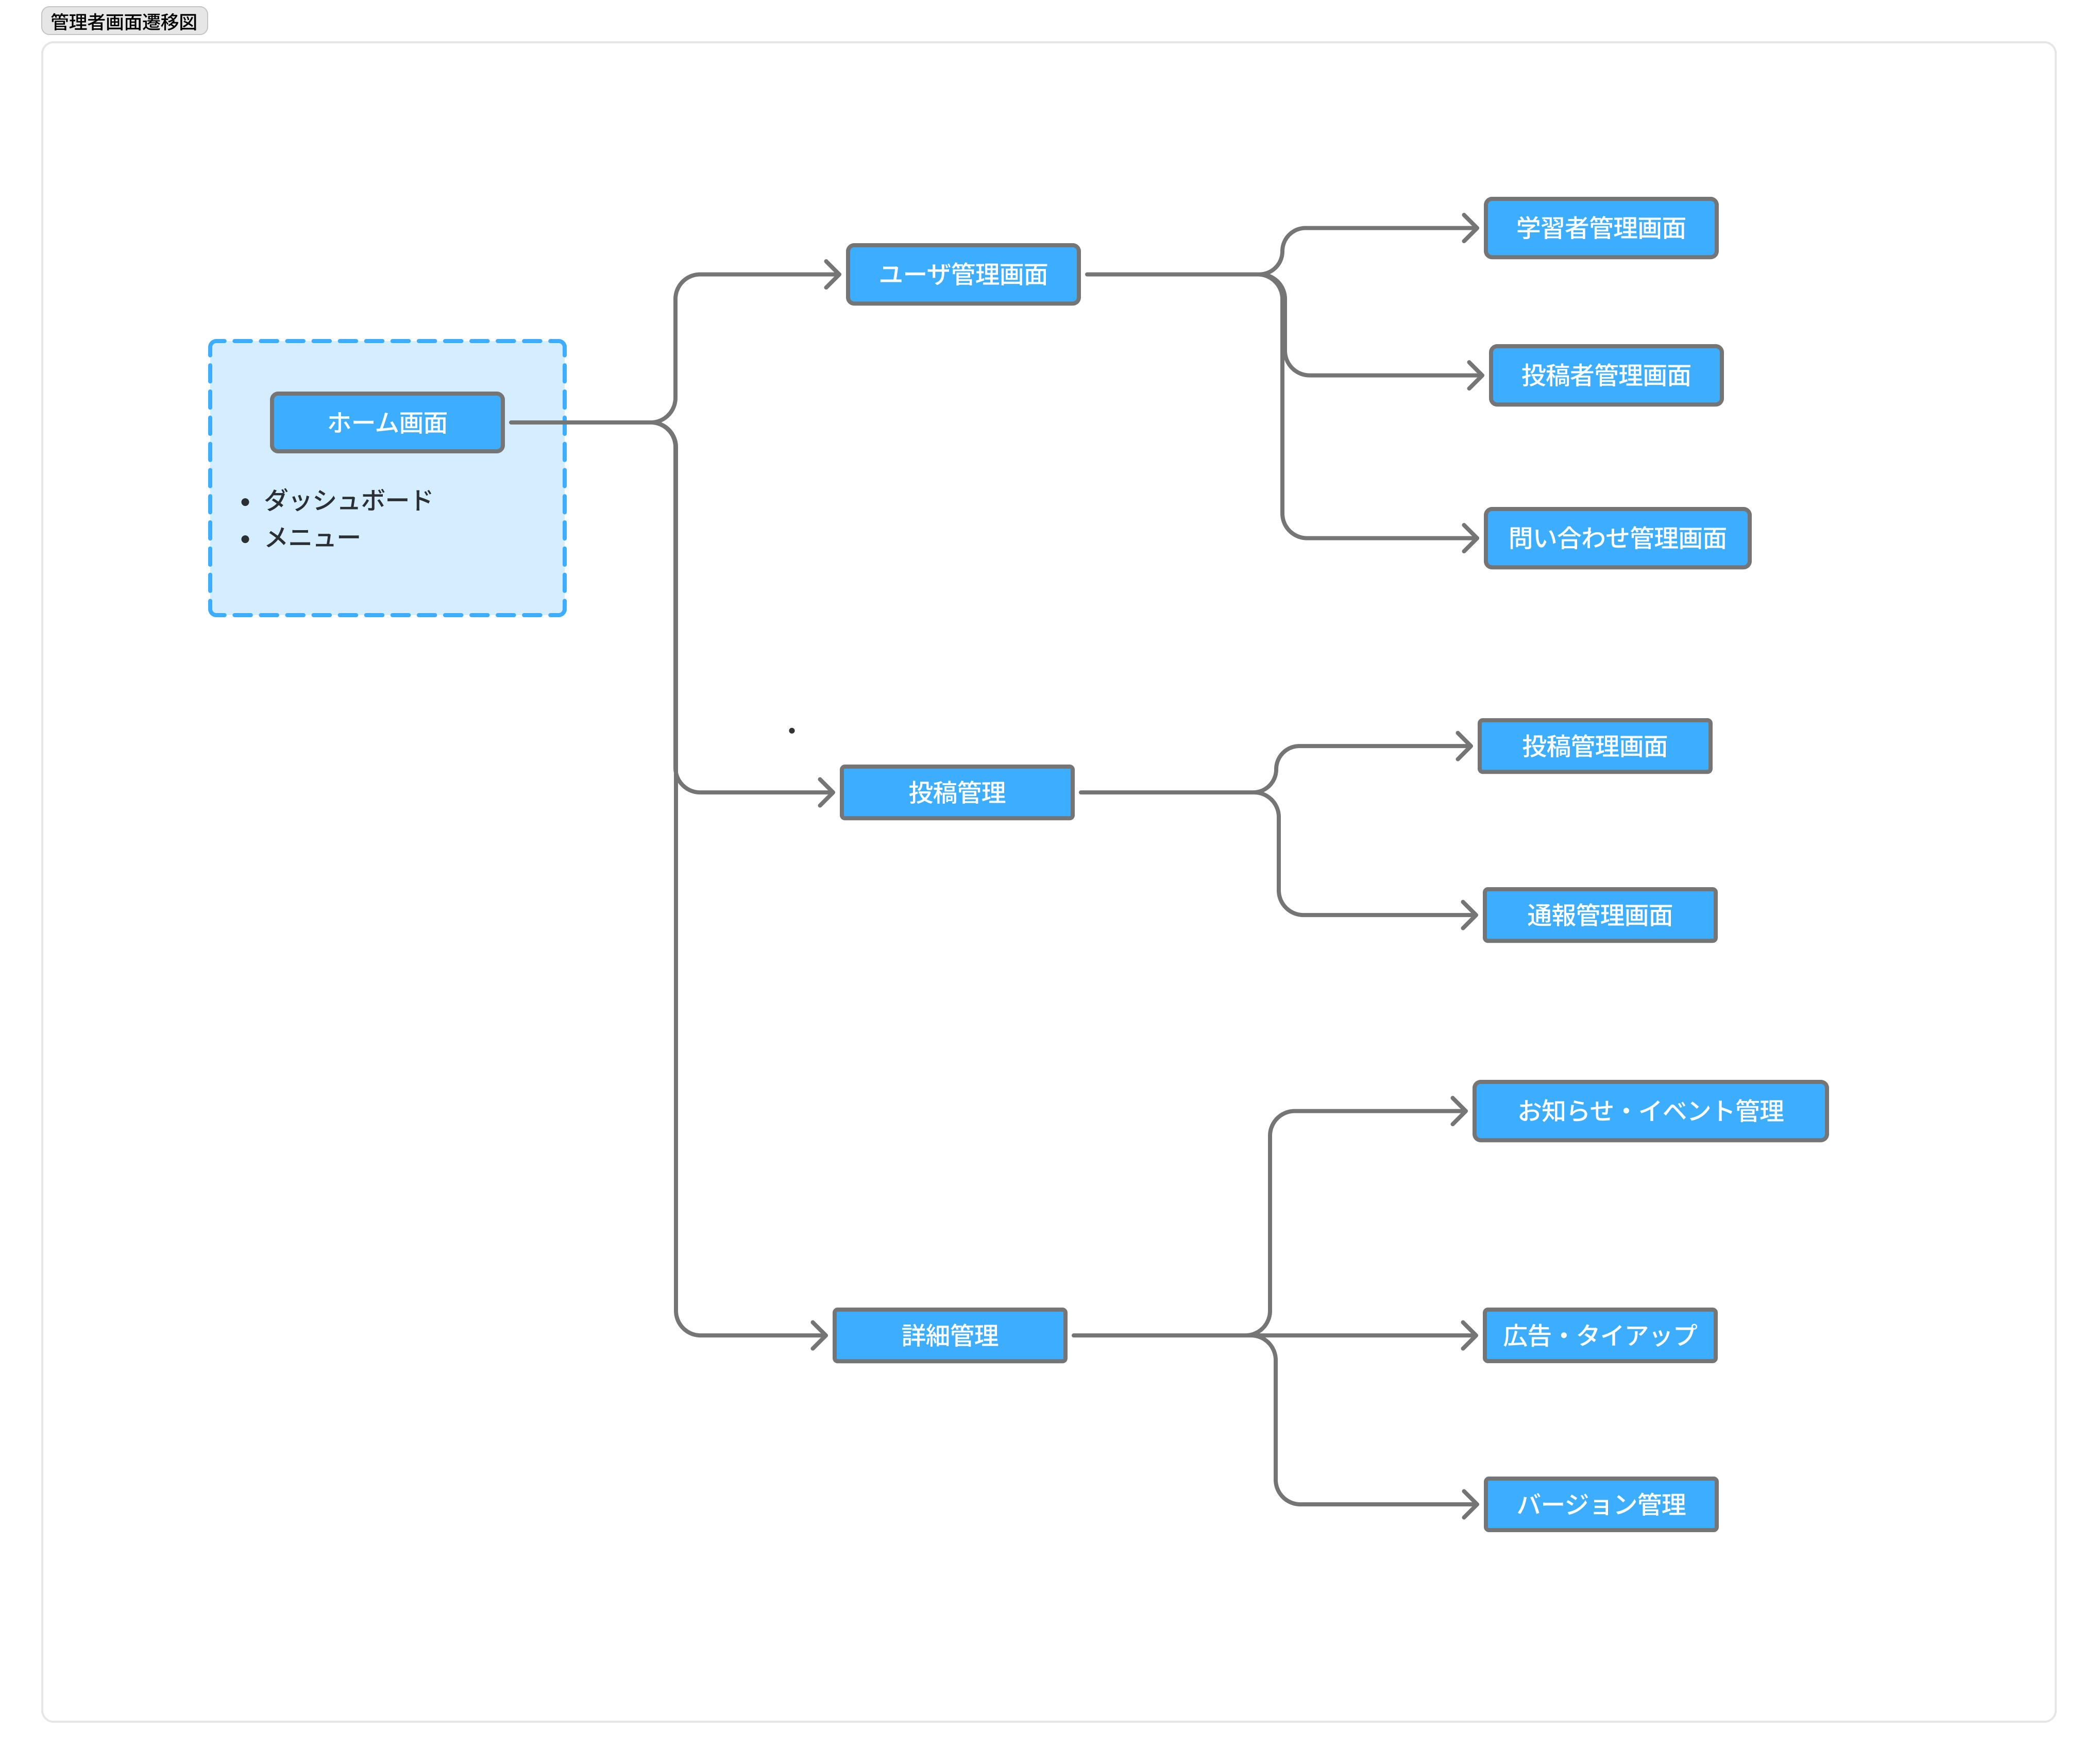 管理者画面遷移図
ホーム画面
• ダッシュボード
• メニュー
ユーザ管理画面
学習者管理画面
投稿者管理画面
問い合わせ管理画面
•
投稿管理
投稿管理画面
通報管理画面
詳細管理
お知らせ・イベント管理
広告・タイアップ
バージョン管理